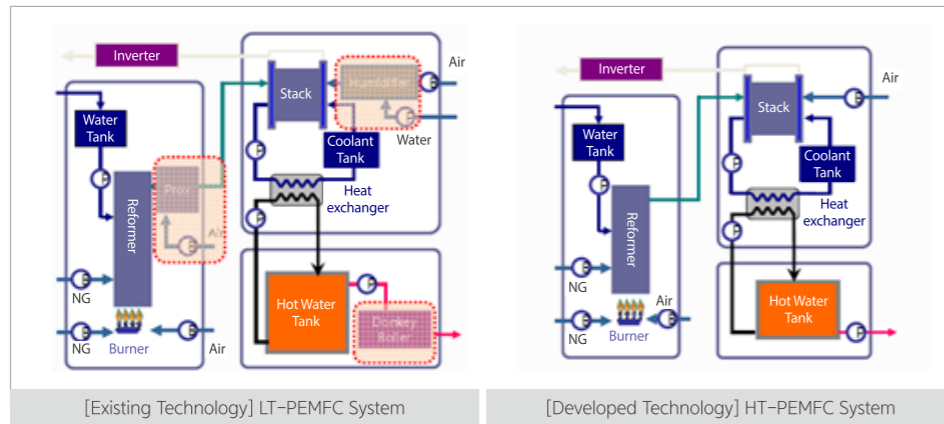 Inverter
Air
Stack
Humidifier
Water
Water
Tank
Coolant
Tank
Prox
Reformer
Air
Heat
exchanger
NG
Hot Water
Tank
Donkey
Boiler
NG
Burner
Air
[Existing Technology] LT-PEMFC System
Inverter
Air
Stack
Water
Tank
Coolant
Tank
Reformer
Heat
exchanger
NG
Air
Hot Water
Tank
NG
Burner
[Developed Technology] HT-PEMFC System